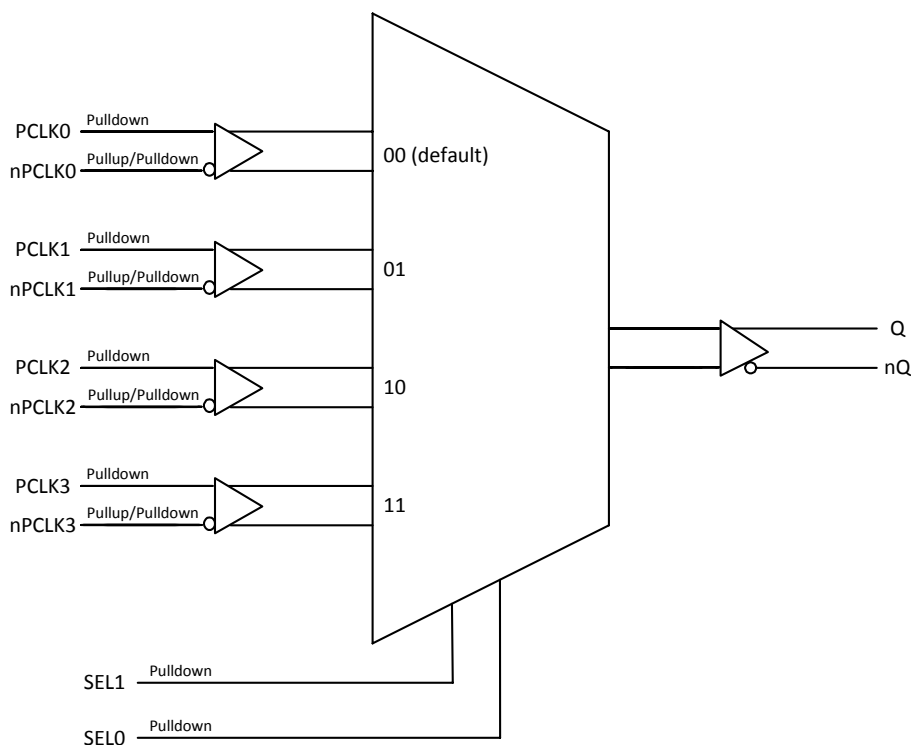 PCLK0 Pulldown
nPCLK0 Pullup/Pulldown
00 (default)
PCLK1 Pulldown
nPCLK1 Pullup/Pulldown
01
Q
nQ
PCLK2 Pulldown
nPCLK2 Pullup/Pulldown
10
PCLK3 Pulldown
nPCLK3 Pullup/Pulldown
11
SEL1 Pulldown
SEL0 Pulldown